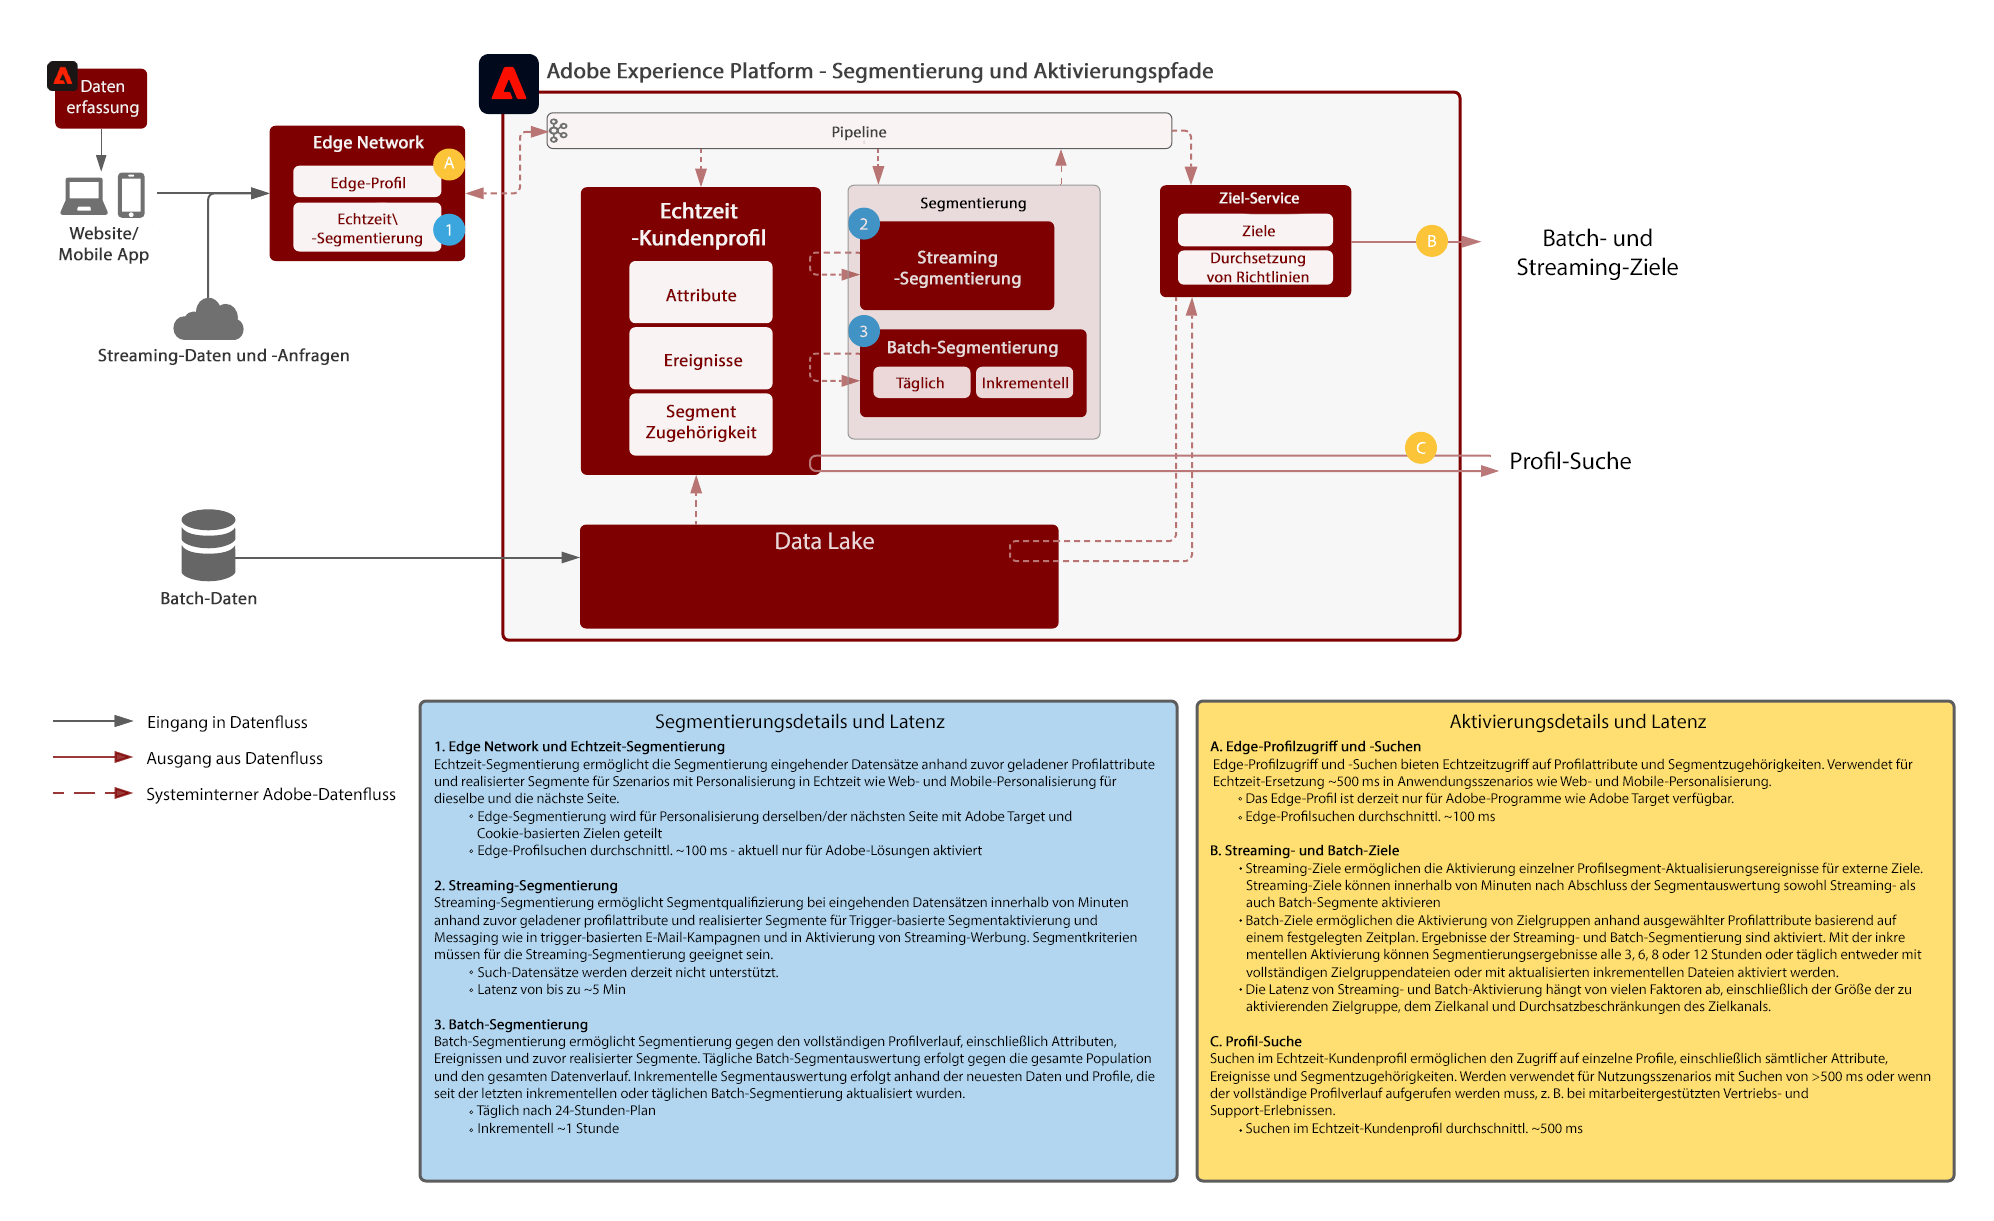 Adobe Experience Platform - Segmentierung und Aktivierungspfade
Daten
erfassung
Website/
Mobile App
Streaming-Daten und -Anfragen
Batch-Daten
Edge Network
A
Edge-Profil
Echtzeit\
-Segmentierung
1
Pipeline
Echtzeit
-Kundenprofil
Attribute
Ereignisse
Segment
Zugehörigkeit
Segmentierung
2
Streaming
-Segmentierung
3
Batch-Segmentierung
Täglich
Inkrementell
Ziel-Service
Ziele
Durchsetzung
von Richtlinien
B
Batch- und
Streaming-Ziele
C
Profil-Suche
Data Lake
Eingang in Datenfluss
Ausgang aus Datenfluss
Systeminterner Adobe-Datenfluss
Segmentierungsdetails und Latenz
1. Edge Network und Echtzeit-Segmentierung
Echtzeit-Segmentierung ermöglicht die Segmentierung eingehender Datensätze anhand zuvor geladener Profilattribute
und realisierter Segmente für Szenarios mit Personalisierung in Echtzeit wie Web- und Mobile-Personalisierung für
dieselbe und die nächste Seite.
◦ Edge-Segmentierung wird für Personalisierung derselben/der nächsten Seite mit Adobe Target und
Cookie-basierten Zielen geteilt
◦ Edge-Profilsuchen durchschnittl. ~100 ms - aktuell nur für Adobe-Lösungen aktiviert
2. Streaming-Segmentierung
Streaming-Segmentierung ermöglicht Segmentqualifizierung bei eingehenden Datensätzen innerhalb von Minuten
anhand zuvor geladener profilattribute und realisierter Segmente für Trigger-basierte Segmentaktivierung und
Messaging wie in trigger-basierten E-Mail-Kampagnen und in Aktivierung von Streaming-Werbung. Segmentkriterien
müssen für die Streaming-Segmentierung geeignet sein.
◦ Such-Datensätze werden derzeit nicht unterstützt.
◦ Latenz von bis zu ~5 Min
3. Batch-Segmentierung
Batch-Segmentierung ermöglicht Segmentierung gegen den vollständigen Profilverlauf, einschließlich Attributen,
Ereignissen und zuvor realisierter Segmente. Tägliche Batch-Segmentauswertung erfolgt gegen die gesamte Population
und den gesamten Datenverlauf. Inkrementelle Segmentauswertung erfolgt anhand der neuesten Daten und Profile, die
seit der letzten inkrementellen oder täglichen Batch-Segmentierung aktualisiert wurden.
◦ Täglich nach 24-Stunden-Plan
◦ Inkrementell ~1 Stunde
Aktivierungsdetails und Latenz
A. Edge-Profilzugriff und -Suchen
Edge-Profilzugriff und -Suchen bieten Echtzeitzugriff auf Profilattribute und Segmentzugehörigkeiten. Verwendet für
Echtzeit-Ersetzung ~500 ms in Anwendungsszenarios wie Web- und Mobile-Personalisierung.
◦ Das Edge-Profil ist derzeit nur für Adobe-Programme wie Adobe Target verfügbar.
◦ Edge-Profilsuchen durchschnittl. ~100 ms
B. Streaming- und Batch-Ziele
• Streaming-Ziele ermöglichen die Aktivierung einzelner Profilsegment-Aktualisierungsereignisse für externe Ziele.
Streaming-Ziele können innerhalb von Minuten nach Abschluss der Segmentauswertung sowohl Streaming- als
auch Batch-Segmente aktivieren
• Batch-Ziele ermöglichen die Aktivierung von Zielgruppen anhand ausgewählter Profilattribute basierend auf
einem festgelegten Zeitplan. Ergebnisse der Streaming- und Batch-Segmentierung sind aktiviert. Mit der inkre
mentellen Aktivierung können Segmentierungsergebnisse alle 3, 6, 8 oder 12 Stunden oder täglich entweder mit
vollständigen Zielgruppendateien oder mit aktualisierten inkrementellen Dateien aktiviert werden.
• Die Latenz von Streaming- und Batch-Aktivierung hängt von vielen Faktoren ab, einschließlich der Größe der zu
aktivierenden Zielgruppe, dem Zielkanal und Durchsatzbeschränkungen des Zielkanals.
C. Profil-Suche
Suchen im Echtzeit-Kundenprofil ermöglichen den Zugriff auf einzelne Profile, einschließlich sämtlicher Attribute,
Ereignisse und Segmentzugehörigkeiten. Werden verwendet für Nutzungsszenarios mit Suchen von >500 ms oder wenn
der vollständige Profilverlauf aufgerufen werden muss, z. B. bei mitarbeitergestützten Vertriebs- und
Support-Erlebnissen.
• Suchen im Echtzeit-Kundenprofil durchschnittl. ~500 ms